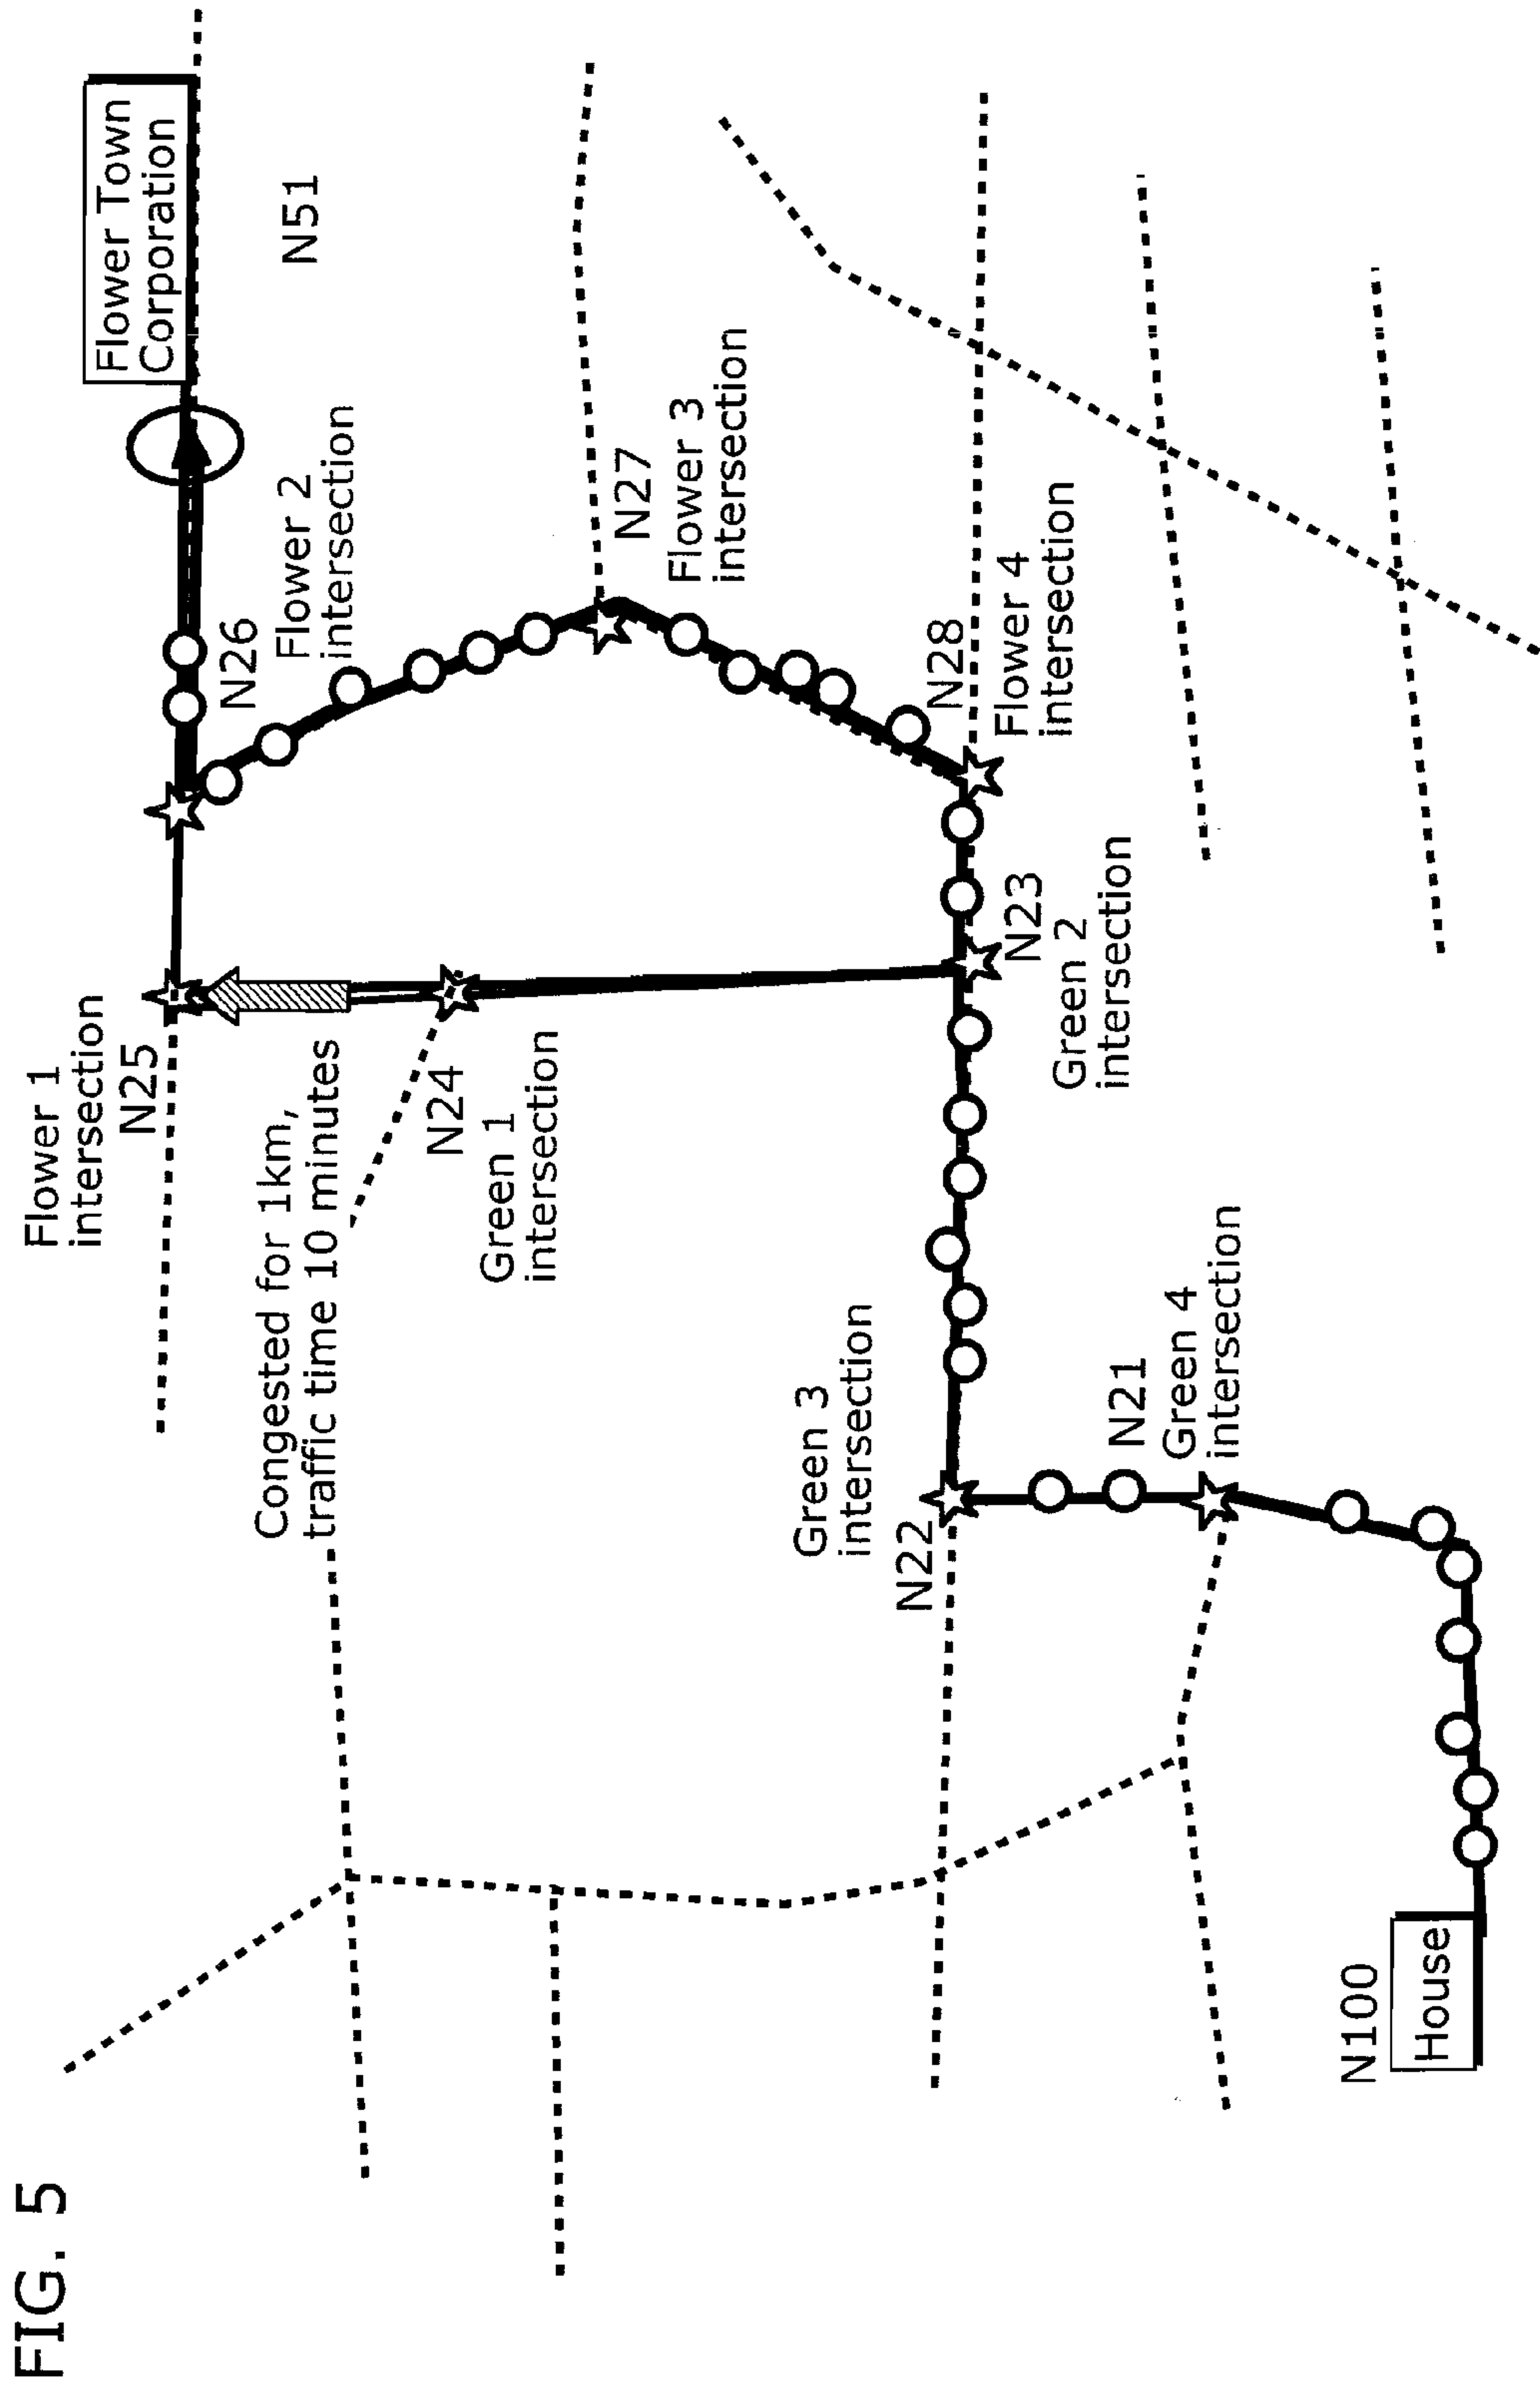 FIG. 5
Flower 1
intersection
N25
Congested for 1km,
traffic time 10 minutes
N24
Green 1
intersection
Flower Town
Corporation
N51
N26
Flower 2
intersection
N27
Flower 3
intersection
N28
Flower 4
intersection
N23
Green 2
intersection
Green 3
intersection
N22
N21
Green 4
intersection
N100
House